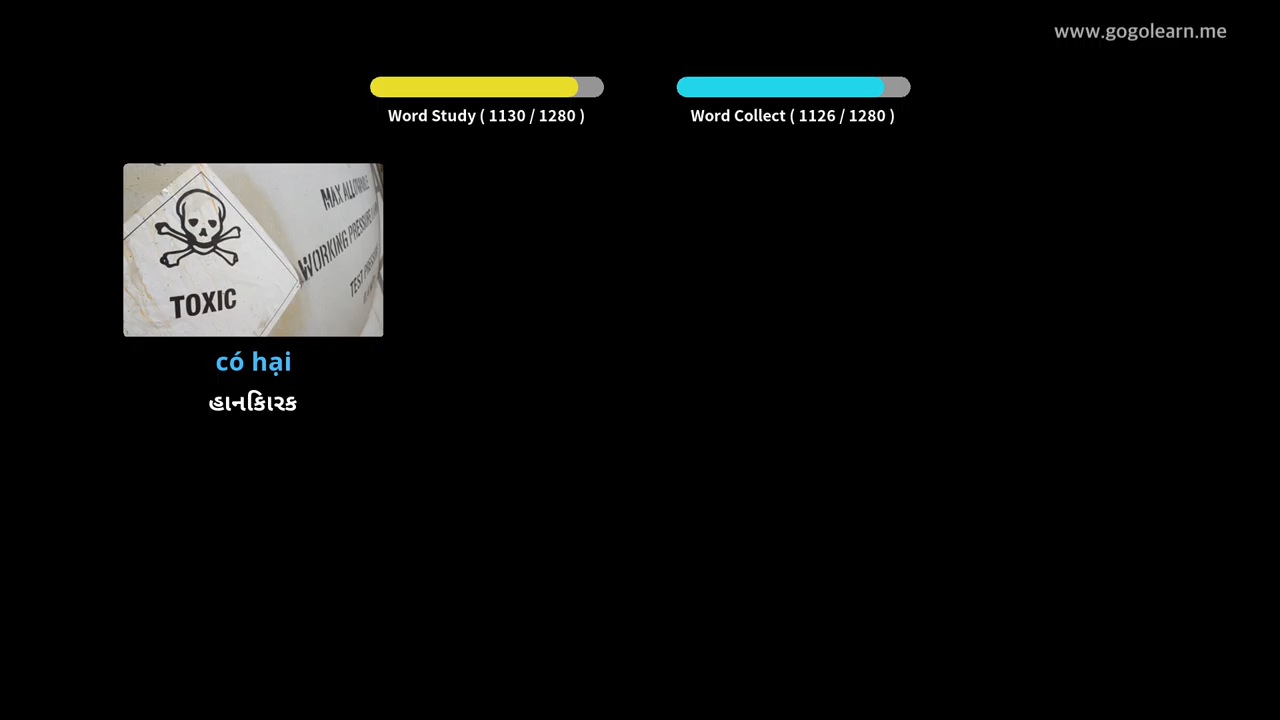 www.gogolearn.me
Word Study ( 1130 / 1280 )
Word Collect ( 1126 / 1280 )
MAX ALLOWABLE
WORKING PRESSURE
TEST
TOXIC
có hại
હાનિકારક